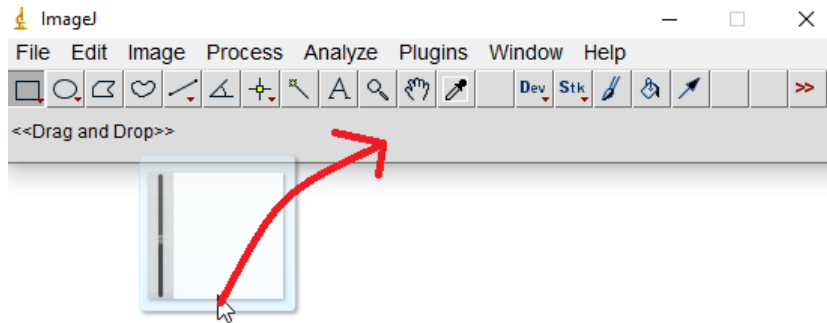 ImageJ
File Edit Image Process Analyze Plugins Window Help
A Dev Stk >>
<<Drag and Drop>>